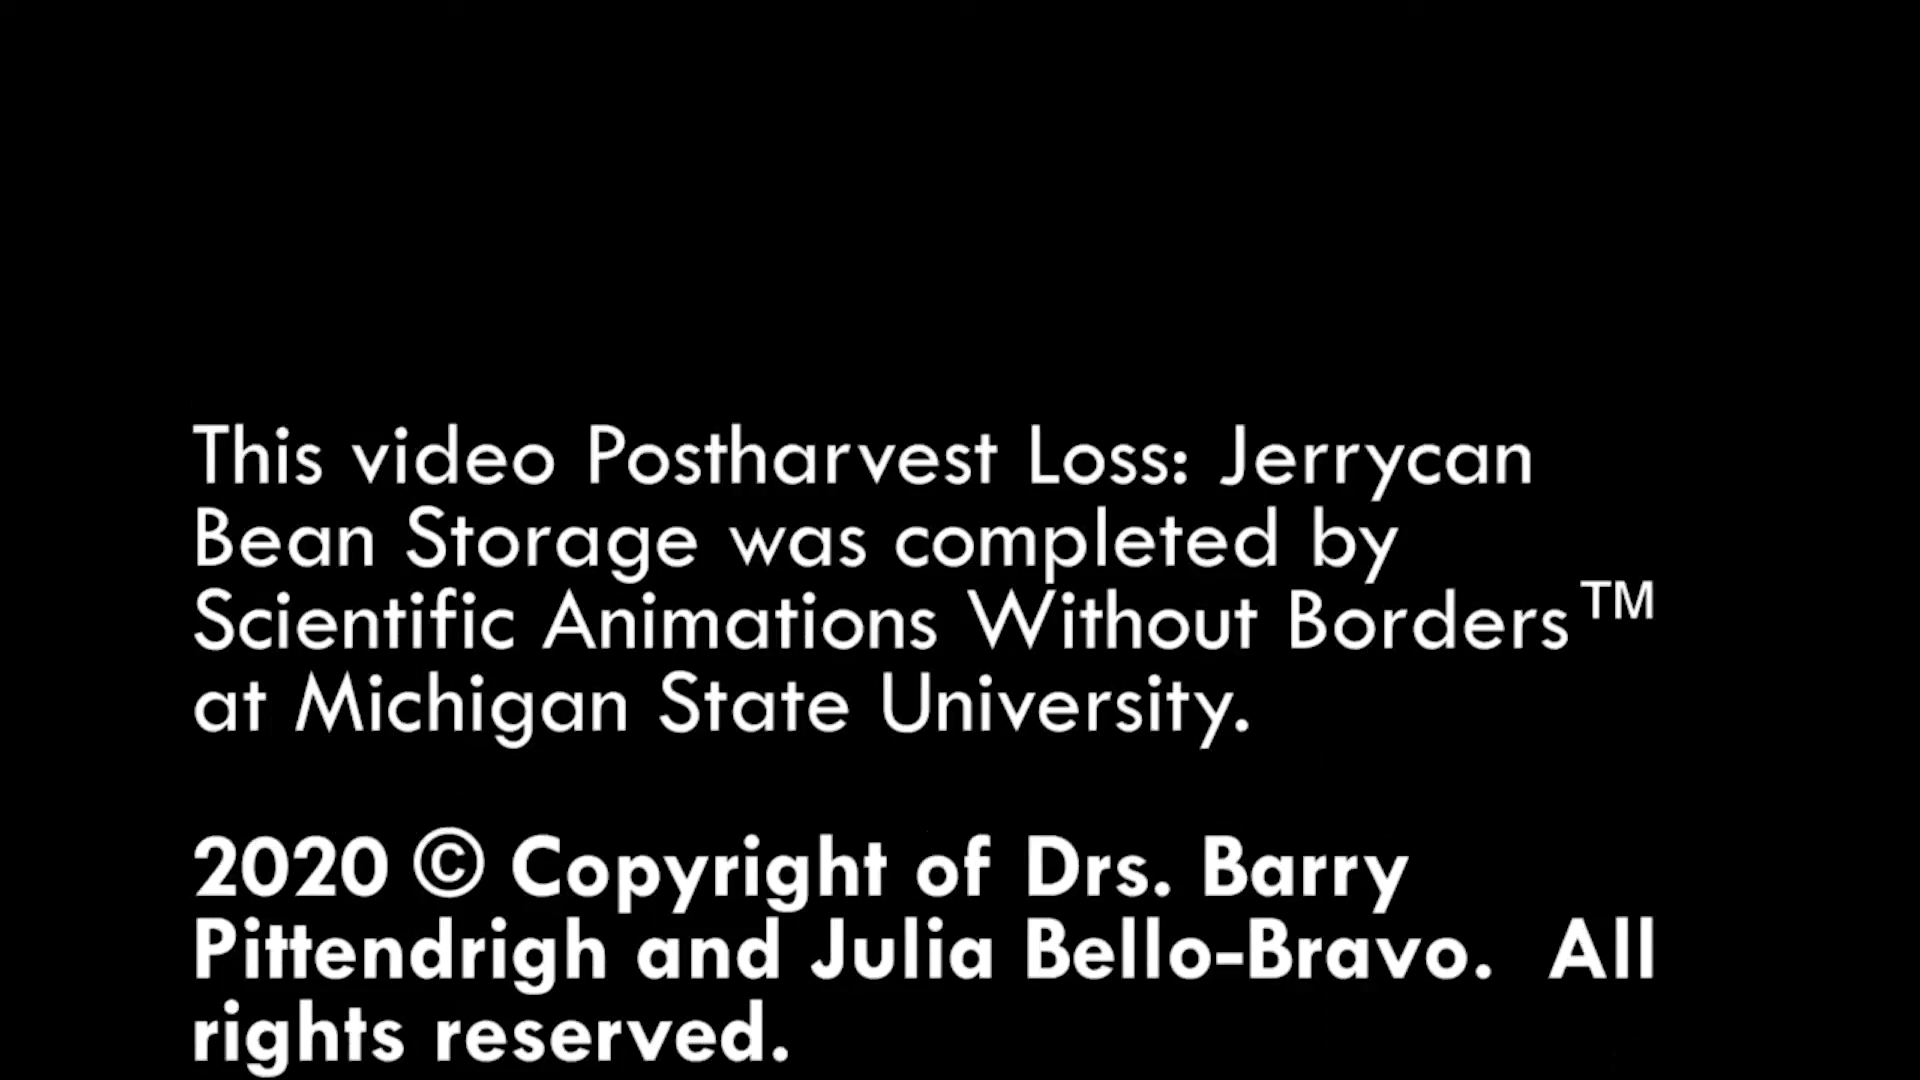 This video Postharvest Loss: Jerrycan
Bean Storage was completed by
Scientific Animations Without Borders™
at Michigan State University.
2020 © Copyright of Drs. Barry
Pittendrigh and Julia Bello-Bravo.  All
rights reserved.